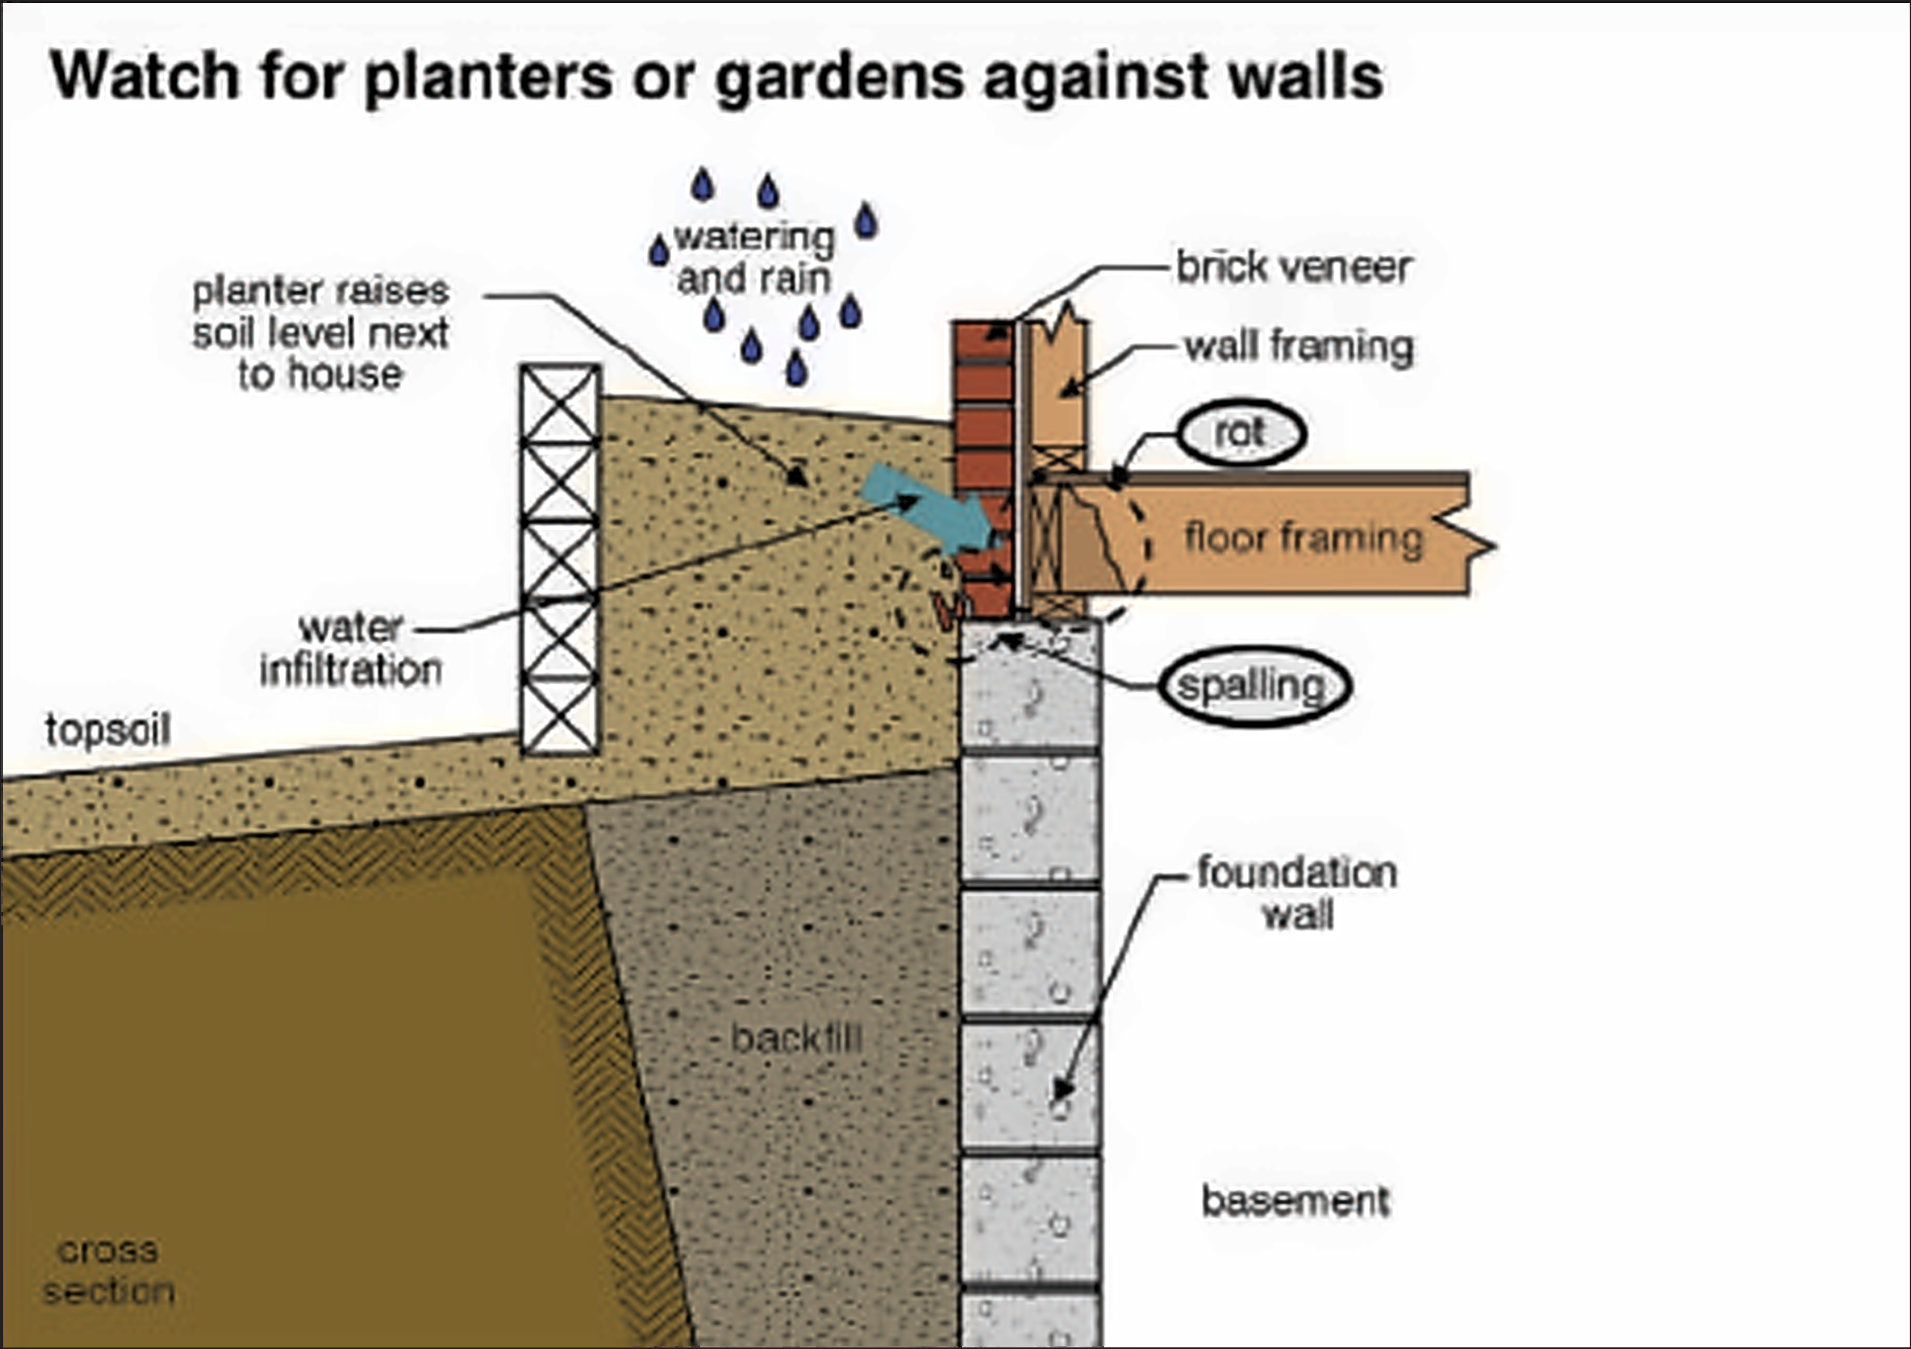 Watch for planters or gardens against walls
watering
and rain
planter raises
soil level next
to house
brick veneer
wall framing
rot
floor framing
water
infiltration
spalling
topsoil
foundation
wall
backfill
basement
cross
section